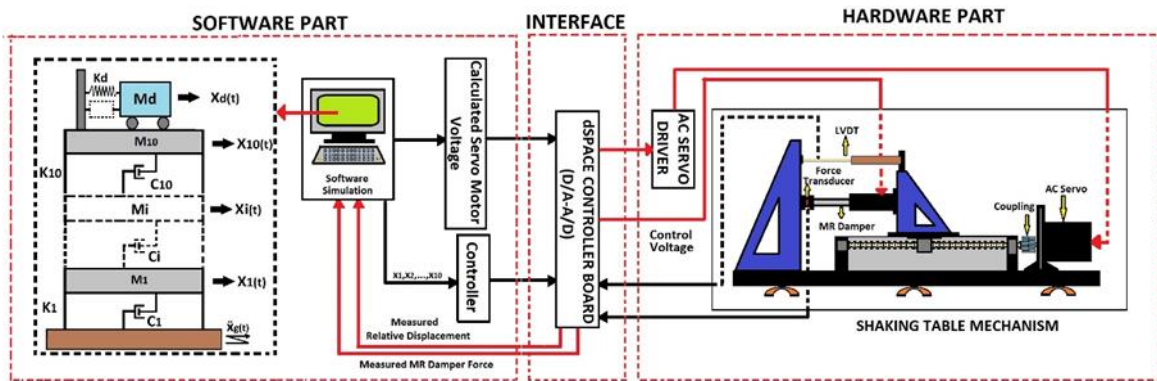 SOFTWARE PART
INTERFACE
HARDWARE PART
Kd
Md
Xd(t)
M10
X10(t)
K10
C10
Mi
Xi(t)
Ci
M1
X1(t)
K1
C1
ẍg(t)
Software
Simulation
Calculated Servo Motor
Voltage
X1,X2,....,X10
Controller
Measured
Relative Displacement
Measured MR Damper Force
dSPACE CONTROLLER BOARD
(D/A-A/D)
AC SERVO
DRIVER
Control
Voltage
LVDT
Force
Transducer
MR Damper
Coupling
AC Servo
SHAKING TABLE MECHANISM